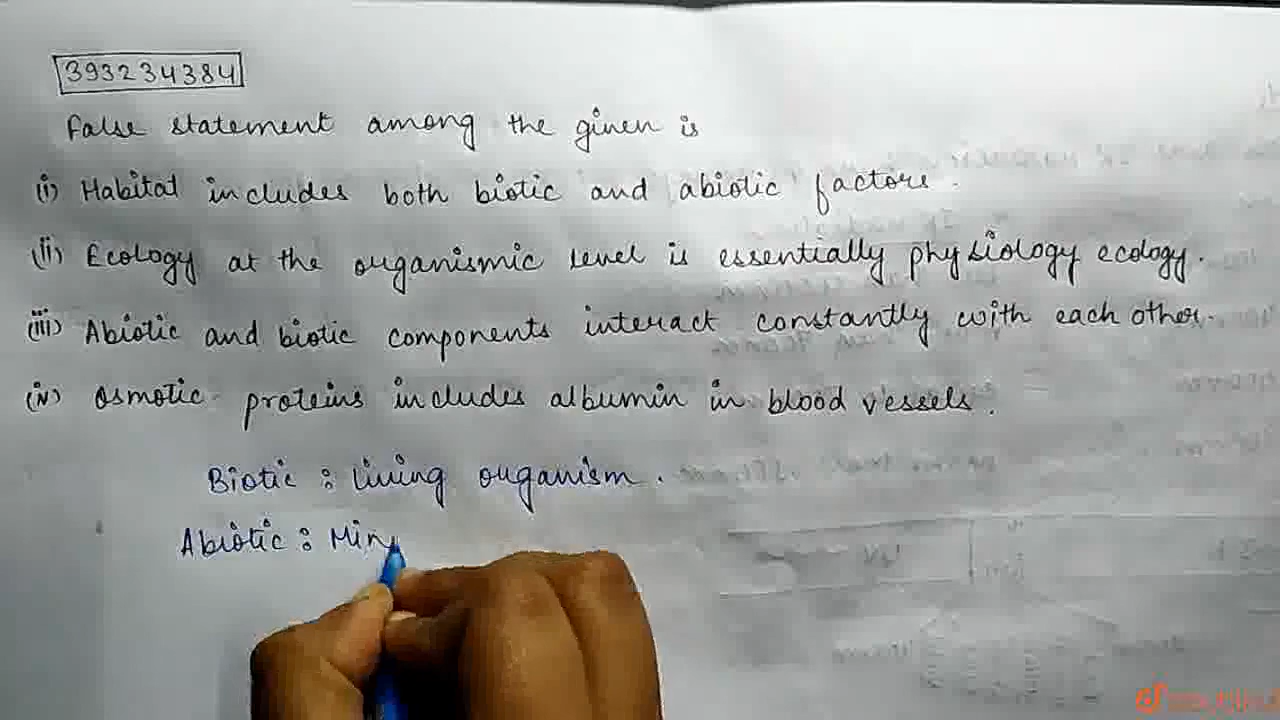 393234384
False statement among the given is
(i) Habital includes both biotic and abiotic factors.
(ii) Ecology at the organismic level is essentially physiology ecology.
(iii) Abiotic and biotic components interact constantly with each other.
(iv) Osmotic proteins includes albumin in blood vessels.
Biotic : Living organism.
Abiotic : Min